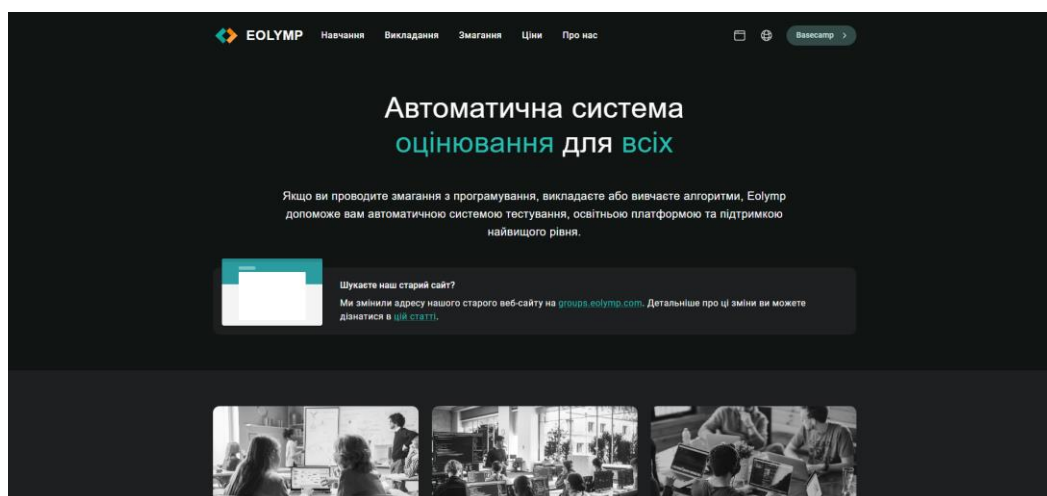 EOLYMP Навчання Викладання Змагання Ціни Про нас Basecamp
Автоматична система
оцінювання для всіх
Якщо ви проводите змагання з програмування, викладаєте або вивчаєте алгоритми, Eolymp
допоможе вам автоматичною системою тестування, освітньою платформою та підтримкою
найвищого рівня.
Шукаєте наш старий сайт?
Ми змінили адресу нашого старого веб-сайту на groups.eolymp.com. Детальніше про ці зміни ви можете
дізнатися в цій статті.